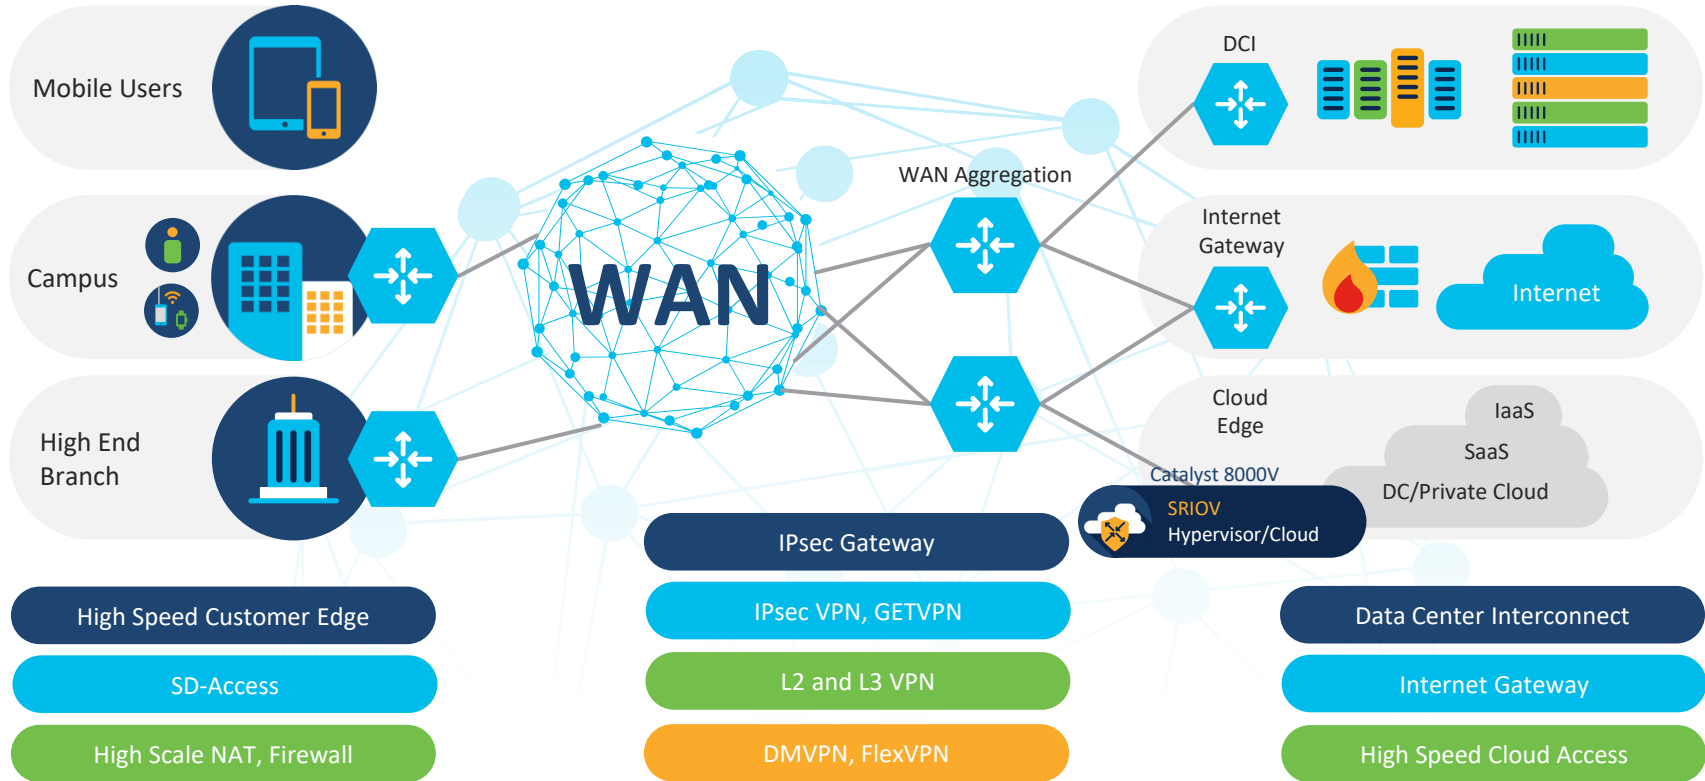 Mobile Users
Campus
High End
Branch
WAN
WAN Aggregation
DCI
Internet
Gateway
Internet
Cloud
Edge
IaaS
SaaS
DC/Private Cloud
Catalyst 8000V
SRIOV
Hypervisor/Cloud
High Speed Customer Edge
SD-Access
High Scale NAT, Firewall
IPsec Gateway
IPsec VPN, GETVPN
L2 and L3 VPN
DMVPN, FlexVPN
Data Center Interconnect
Internet Gateway
High Speed Cloud Access